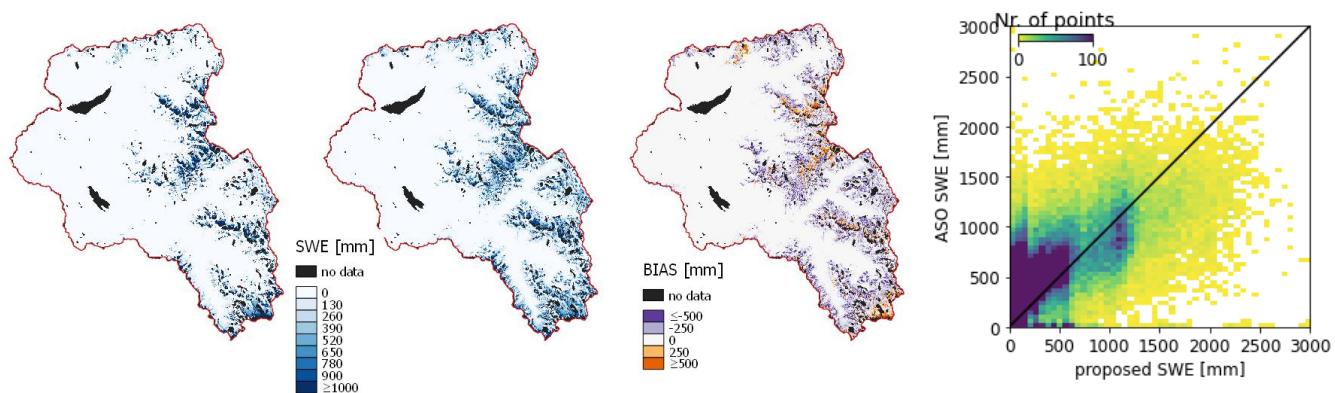 SWE [mm]
no data
0
130
260
390
520
650
780
900
≥1000
BIAS [mm]
no data
≤-500
-250
0
250
≥500
Nr. of points
0 100
3000
2500
2000
1500
1000
500
0
ASO SWE [mm]
0 500 1000 1500 2000 2500 3000
proposed SWE [mm]